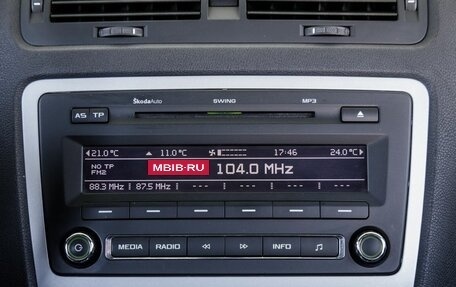 ŠkodaAuto SWING MP3
AS TP
21.0°C 11.0°C 17:46 24.0°C
NO TP
FM2
MBIB-RU 104.0 MHz
88.3 MHz 87.5 MHz --- --- --- ---
MEDIA RADIO INFO